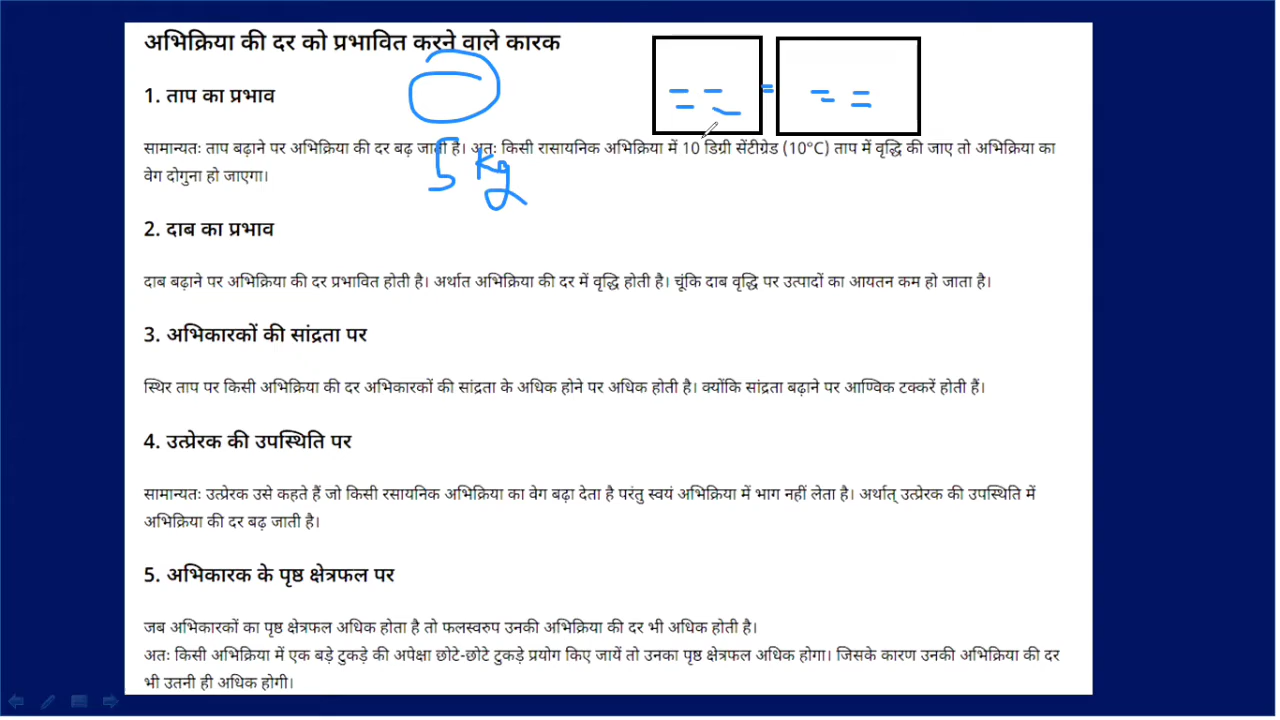 अभिक्रिया की दर को प्रभावित करने वाले कारक
1. ताप का प्रभाव
सामान्यतः ताप बढ़ाने पर अभिक्रिया की दर बढ़ जाती है। अतः किसी रासायनिक अभिक्रिया में 10 डिग्री सेंटीग्रेड (10°C) ताप में वृद्धि की जाए तो अभिक्रिया का
वेग दोगुना हो जाएगा।
5 kg
2. दाब का प्रभाव
दाब बढ़ाने पर अभिक्रिया की दर प्रभावित होती है। अर्थात अभिक्रिया की दर में वृद्धि होती है। चूंकि दाब वृद्धि पर उत्पादों का आयतन कम हो जाता है।
3. अभिकारकों की सांद्रता पर
स्थिर ताप पर किसी अभिक्रिया की दर अभिकारकों की सांद्रता के अधिक होने पर अधिक होती है। क्योंकि सांद्रता बढ़ाने पर आण्विक टक्करें होती हैं।
4. उत्प्रेरक की उपस्थिति पर
सामान्यतः उत्प्रेरक उसे कहते हैं जो किसी रसायनिक अभिक्रिया का वेग बढ़ा देता है परंतु स्वयं अभिक्रिया में भाग नहीं लेता है। अर्थात् उत्प्रेरक की उपस्थिति में
अभिक्रिया की दर बढ़ जाती है।
5. अभिकारक के पृष्ठ क्षेत्रफल पर
जब अभिकारकों का पृष्ठ क्षेत्रफल अधिक होता है तो फलस्वरुप उनकी अभिक्रिया की दर भी अधिक होती है।
अतः किसी अभिक्रिया में एक बड़े टुकड़े की अपेक्षा छोटे-छोटे टुकड़े प्रयोग किए जायें तो उनका पृष्ठ क्षेत्रफल अधिक होगा। जिसके कारण उनकी अभिक्रिया की दर
भी उतनी ही अधिक होगी।